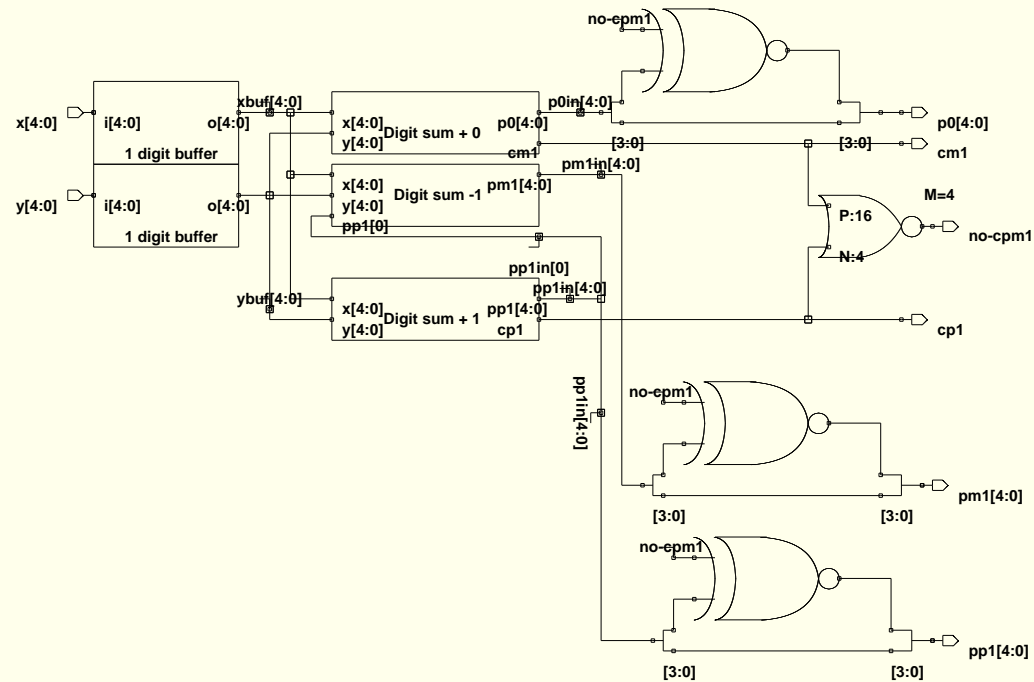 no-cpm1
xbuf[4:0]
p0in[4:0]
x[4:0]
i[4:0]
o[4:0]
1 digit buffer
x[4:0]
y[4:0]
Digit sum + 0
p0[4:0]
cm1
[3:0]
[3:0]
p0[4:0]
cm1
pm1in[4:0]
y[4:0]
i[4:0]
o[4:0]
1 digit buffer
x[4:0]
y[4:0]
pp1[0]
Digit sum -1
pm1[4:0]
M=4
P:16
N:4
no-cpm1
pp1in[0]
pp1in[4:0]
ybuf[4:0]
x[4:0]
y[4:0]
Digit sum + 1
pp1[4:0]
cp1
cp1
pp1in[4:0]
no-cpm1
pm1[4:0]
[3:0]
[3:0]
no-cpm1
pp1[4:0]
[3:0]
[3:0]